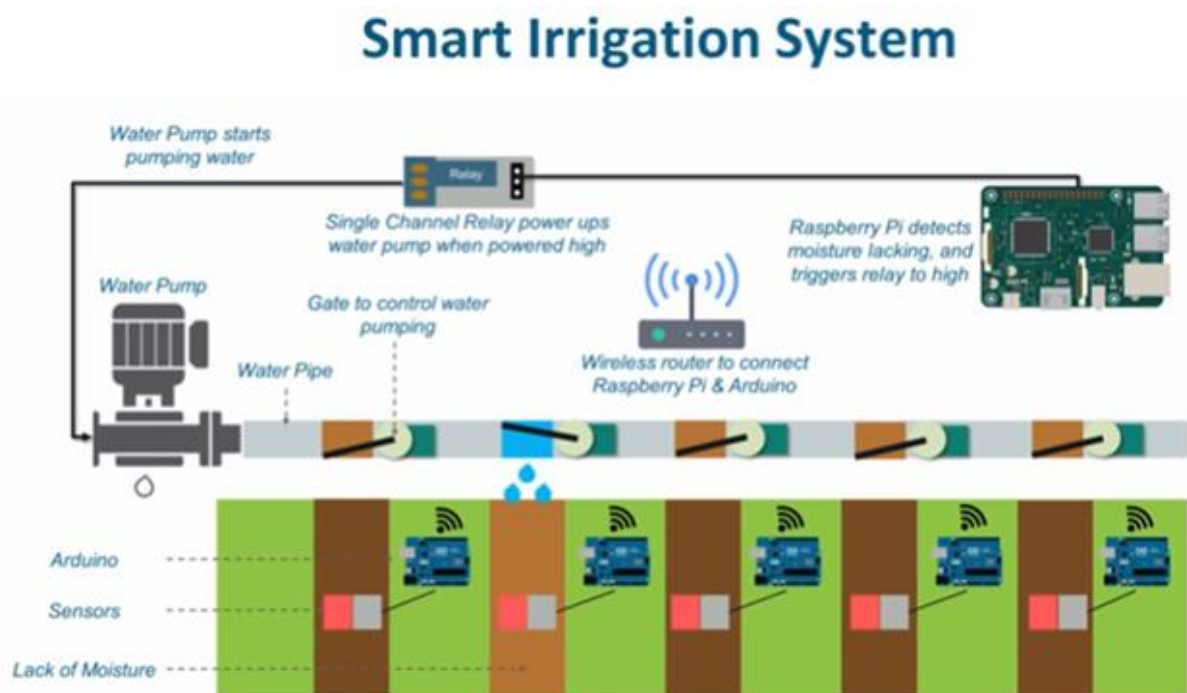 Smart Irrigation System
Water Pump starts
pumping water
Relay
Single Channel Relay power ups
water pump when powered high
Raspberry Pi detects
moisture lacking, and
triggers relay to high
Water Pump
Gate to control water
pumping
Water Pipe
Wireless router to connect
Raspberry Pi & Arduino
Arduino
Sensors
Lack of Moisture